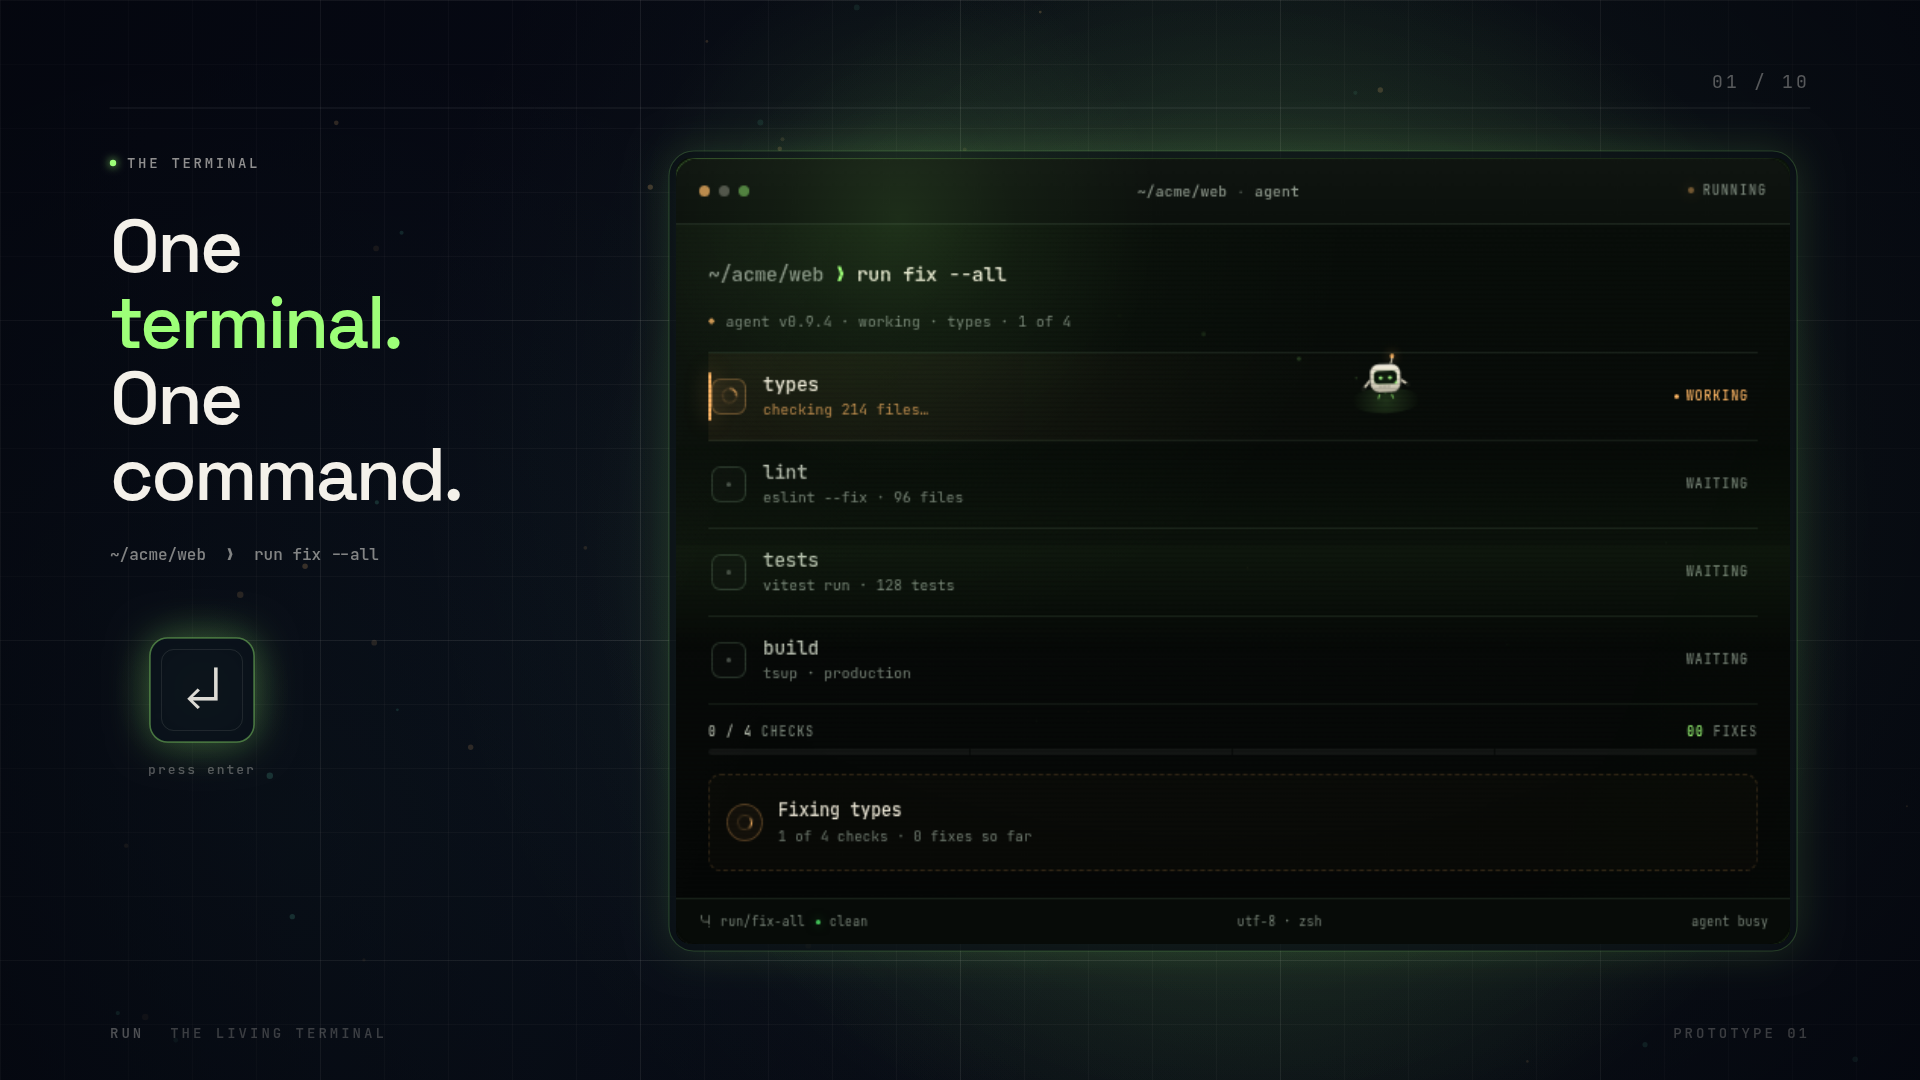 01 / 10
THE TERMINAL
One
terminal.
One
command.
~/acme/web ❯ run fix --all
press enter
~/acme/web · agent
RUNNING
~/acme/web ❯ run fix --all
agent v0.9.4 · working · types · 1 of 4
types
checking 214 files…
WORKING
lint
eslint --fix · 96 files
WAITING
tests
vitest run · 128 tests
WAITING
build
tsup · production
WAITING
0 / 4 CHECKS
00 FIXES
Fixing types
1 of 4 checks · 0 fixes so far
run/fix-all • clean
utf-8 · zsh
agent busy
RUN THE LIVING TERMINAL
PROTOTYPE 01